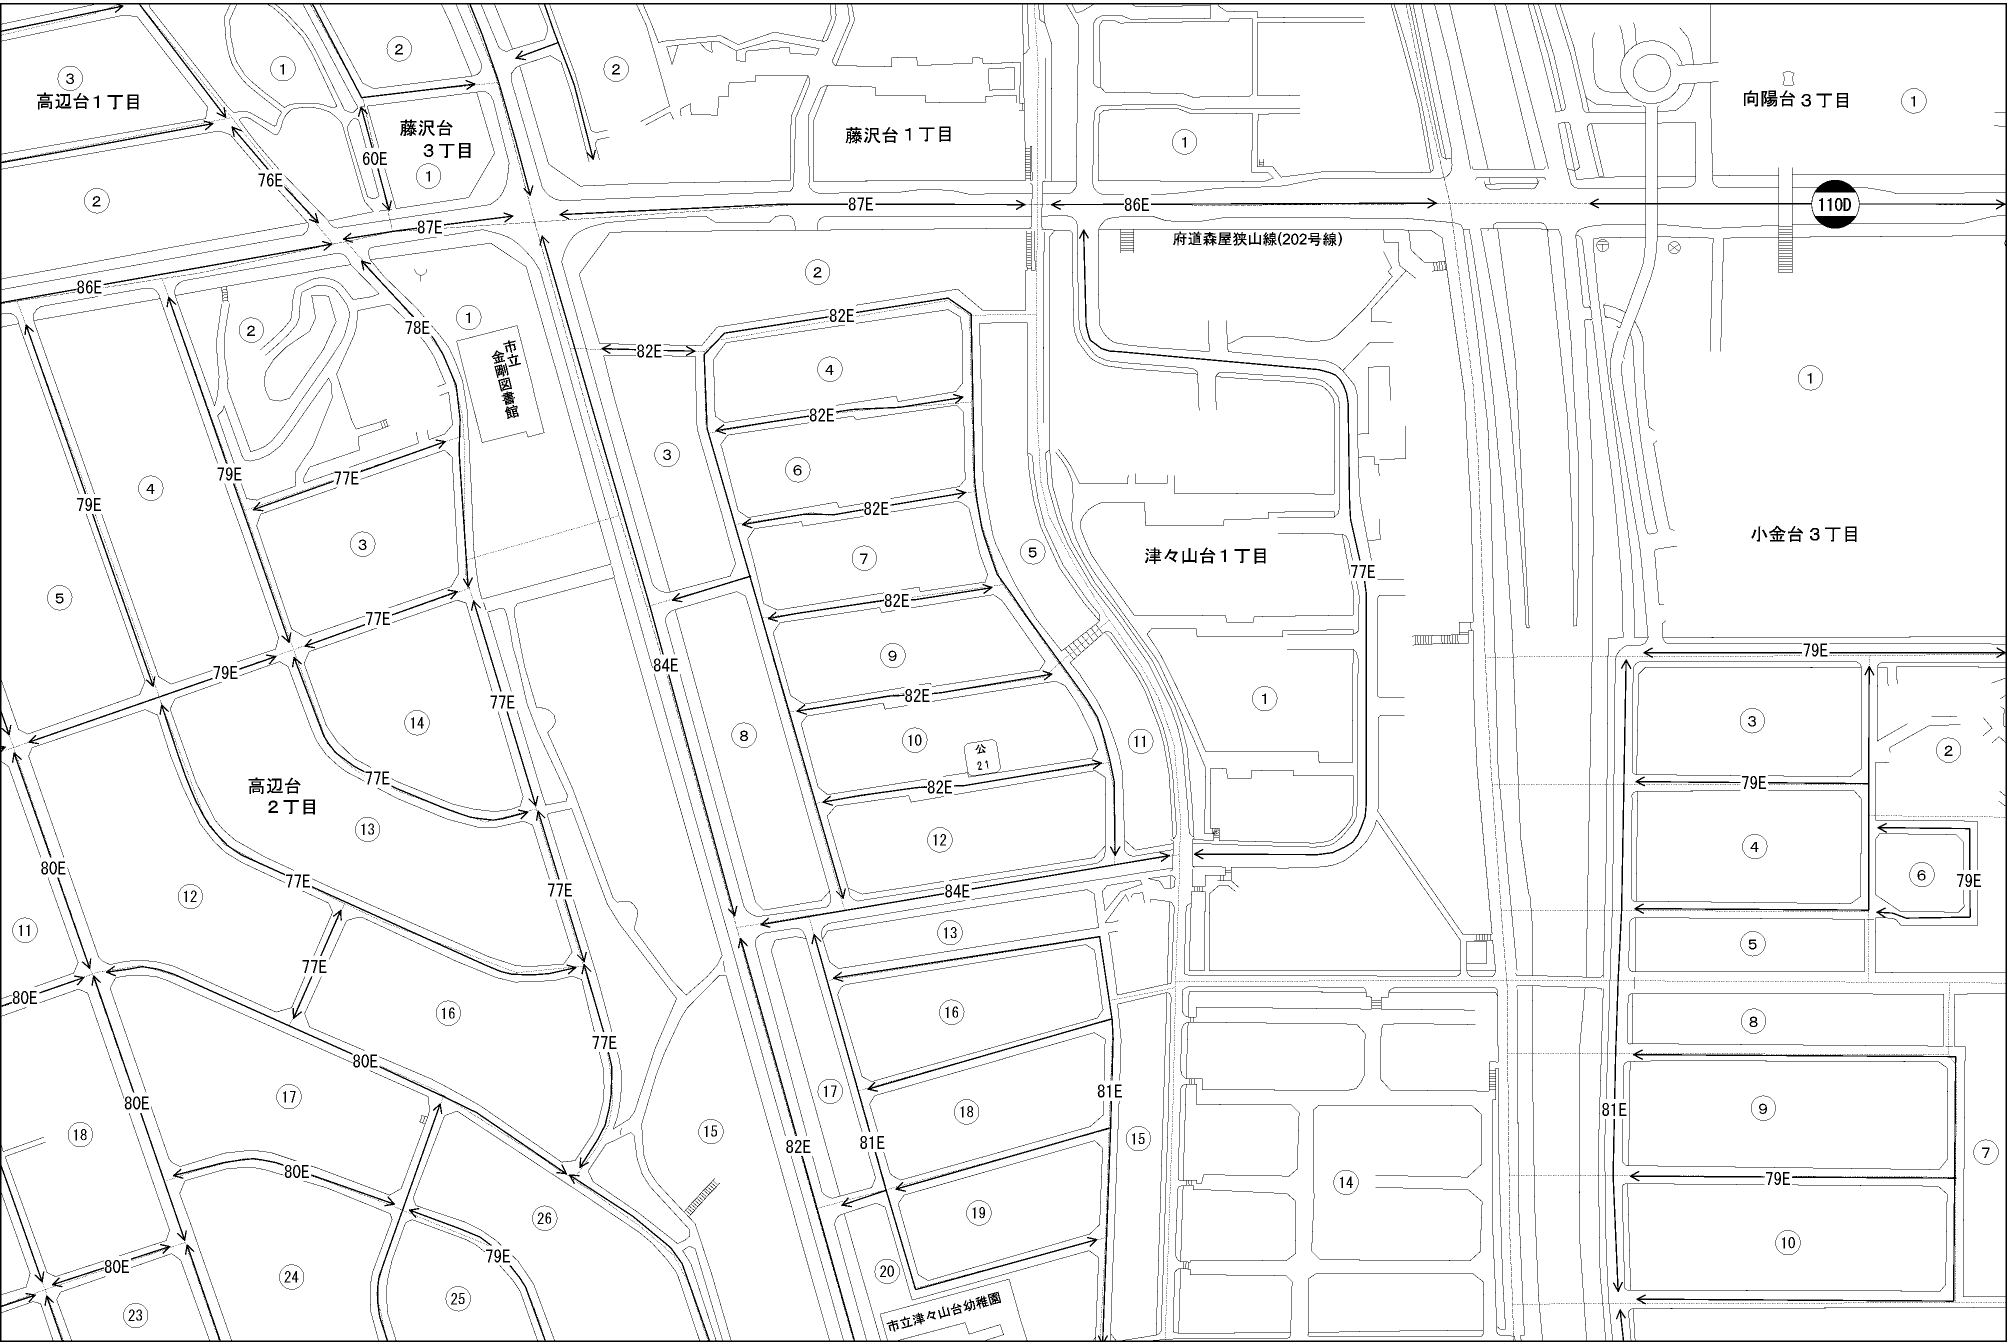 ②
②
①
③
高辺台１丁目
藤沢台
３丁目
①
60E
76E
②
藤沢台１丁目
①
向陽台３丁目
①
87E
87E
86E
110D
府道森屋狭山線(202号線)
86E
②
78E
①
市立
金剛図書館
②
82E
82E
④
82E
①
79E
④
79E
77E
③
⑥
82E
③
⑤
⑦
⑤
津々山台１丁目
77E
小金台３丁目
82E
77E
79E
84E
⑨
82E
79E
77E
⑭
①
③
⑧
⑩
公
21
⑪
②
77E
高辺台
２丁目
82E
79E
⑬
⑫
④
80E
77E
77E
⑫
84E
⑥
79E
⑪
⑬
⑤
77E
80E
⑯
⑯
⑧
77E
80E
80E
⑰
⑰
⑱
81E
⑨
81E
⑱
⑮
82E
81E
⑮
⑦
80E
⑭
79E
㉖
⑲
79E
⑩
80E
㉔
⑳
㉓
㉕
市立津々山台幼稚園